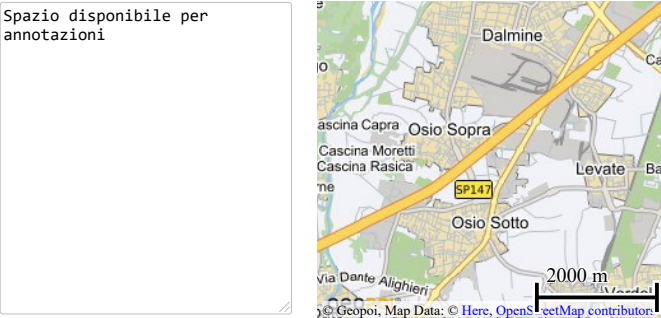 Spazio disponibile per
annotazioni
Dalmine
ascina Capra
Osio Sopra
Cascina Moretti
Cascina Rasica
Levate
SP147
Osio Sotto
Via Dante Alighieri
2000 m
© Geopoi, Map Data: © Here, OpenStreetMap contributors